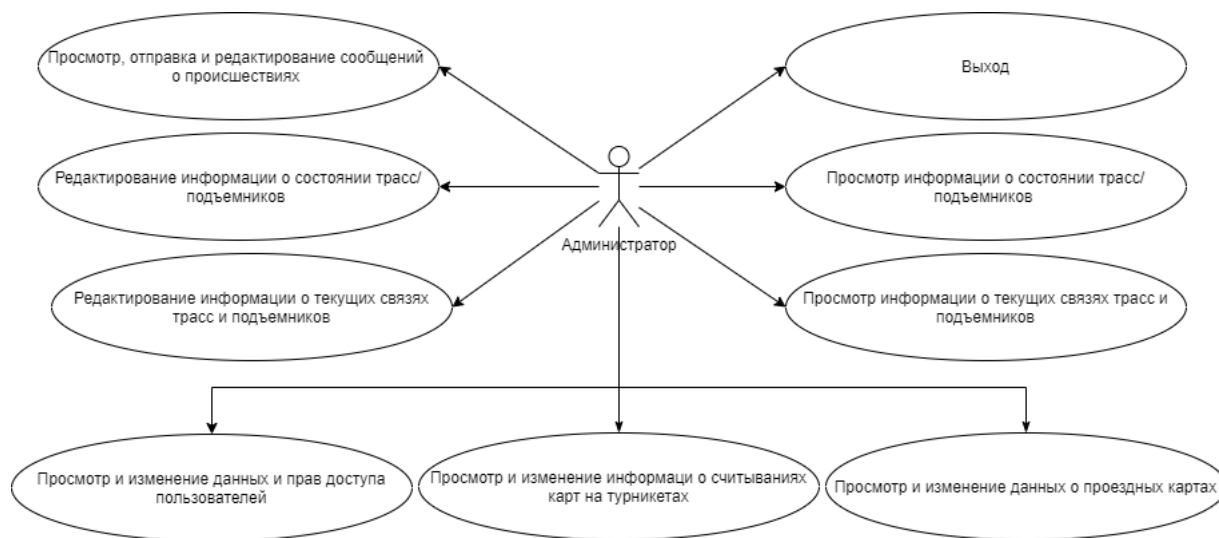 Просмотр, отправка и редактирование сообщений
о происшествиях
Выход
Редактирование информации о состоянии трасс/
подъемников
Просмотр информации о состоянии трасс/
подъемников
Администратор
Редактирование информации о текущих связях
трасс и подъемников
Просмотр информации о текущих связях трасс и
подъемников
Просмотр и изменение данных и прав доступа
пользователей
Просмотр и изменение информаци о считываниях
карт на турникетах
Просмотр и изменение данных о проездных картах